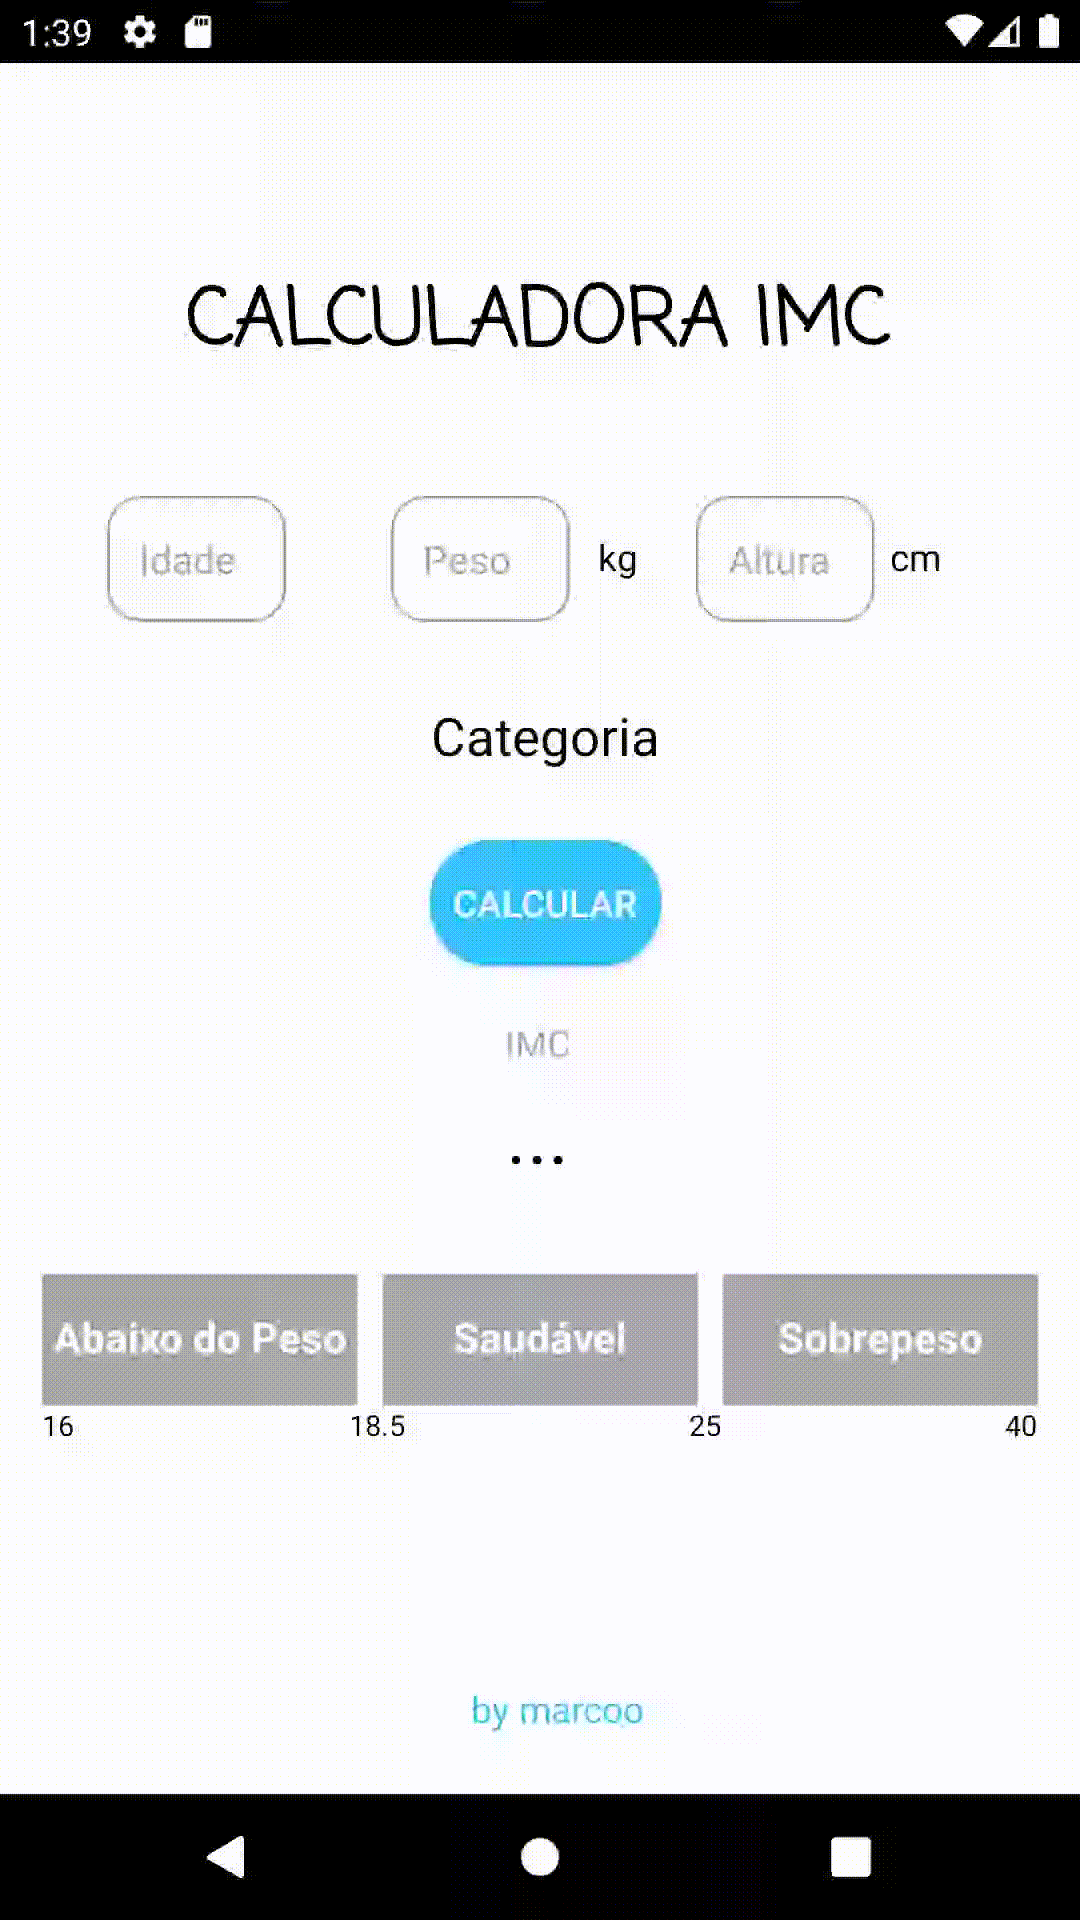 1:39
CALCULADORA IMC
Idade Peso kg Altura cm
Categoria
CALCULAR
IMC
...
Abaixo do Peso Saudável Sobrepeso
16 18.5 25 40
by marcoo